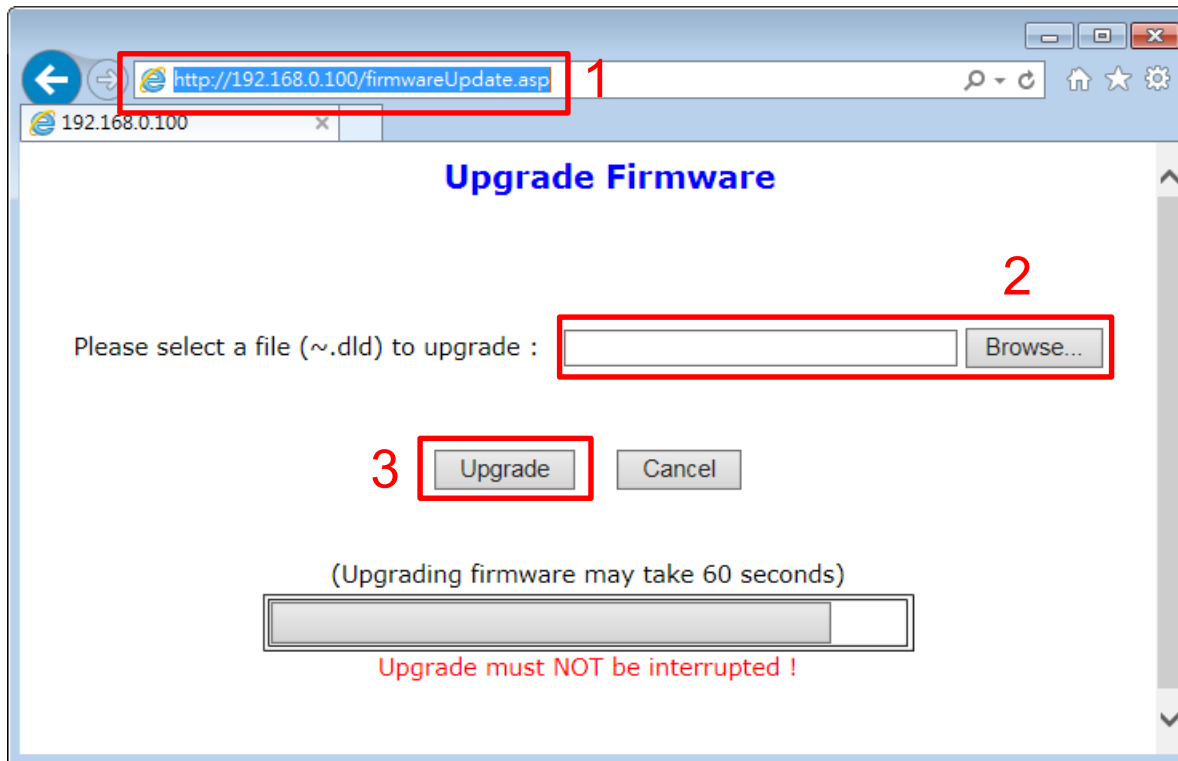 http://192.168.0.100/firmwareUpdate.asp
1
192.168.0.100
Upgrade Firmware
2
Please select a file (~.dld) to upgrade :
Browse...
3
Upgrade
Cancel
(Upgrading firmware may take 60 seconds)
Upgrade must NOT be interrupted !